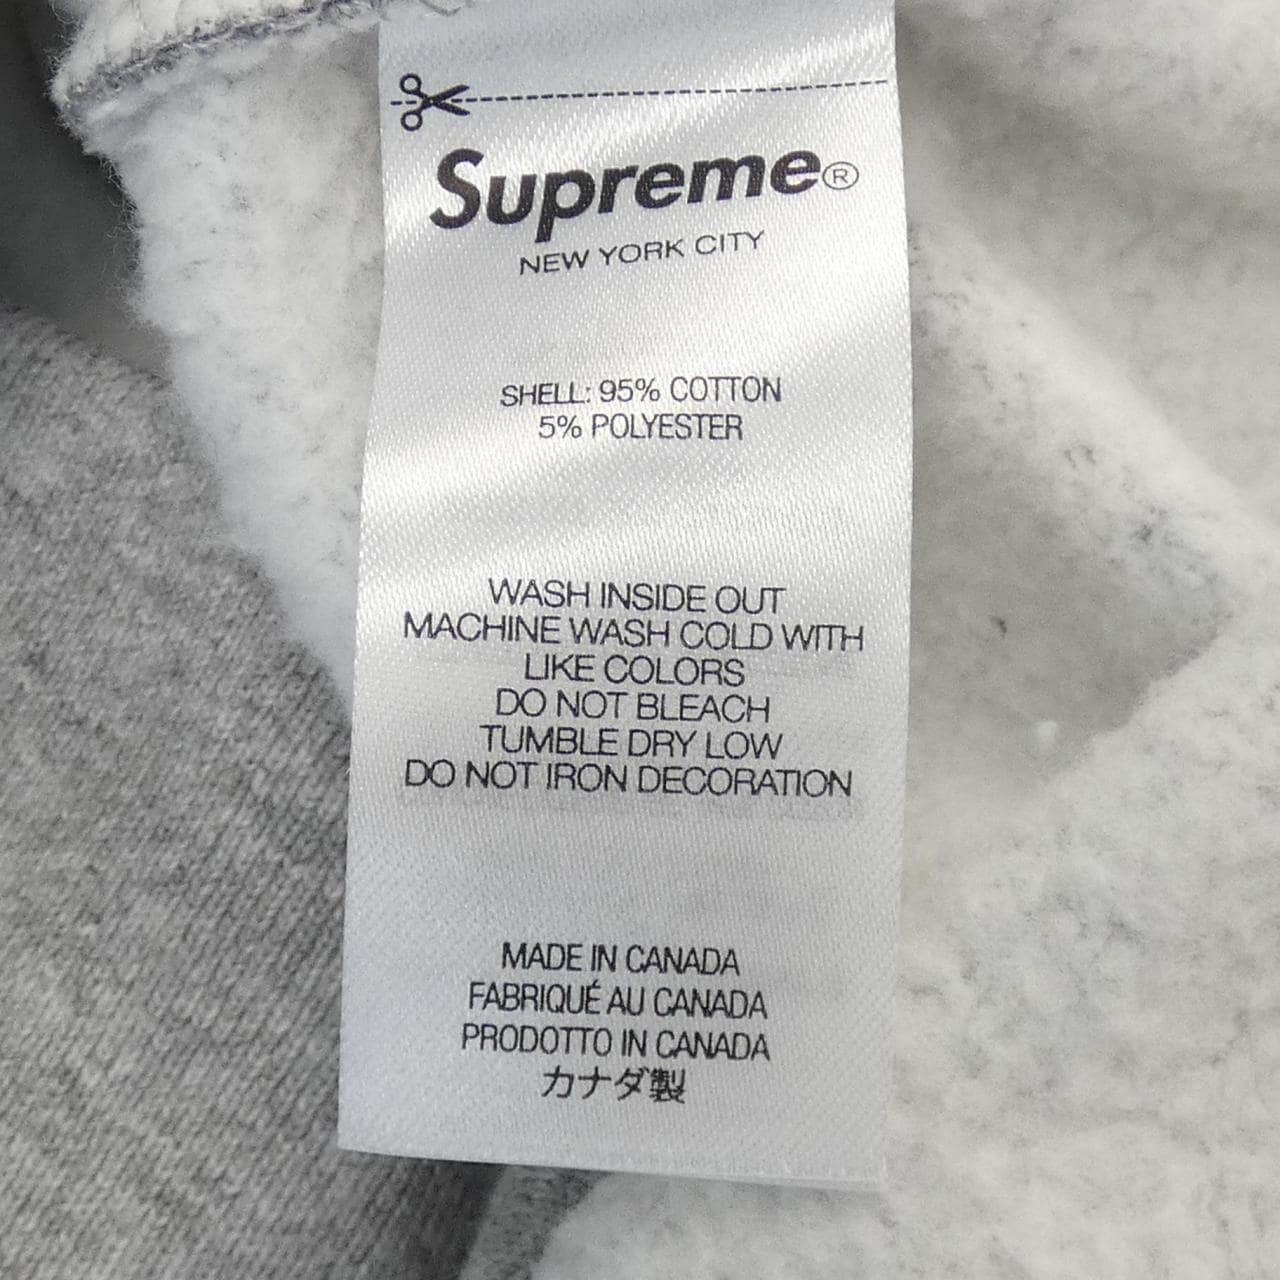 Supreme®
NEW YORK CITY
SHELL: 95% COTTON
5% POLYESTER
WASH INSIDE OUT
MACHINE WASH COLD WITH
LIKE COLORS
DO NOT BLEACH
TUMBLE DRY LOW
DO NOT IRON DECORATION
MADE IN CANADA
FABRIQUÉ AU CANADA
PRODOTTO IN CANADA
カナダ製